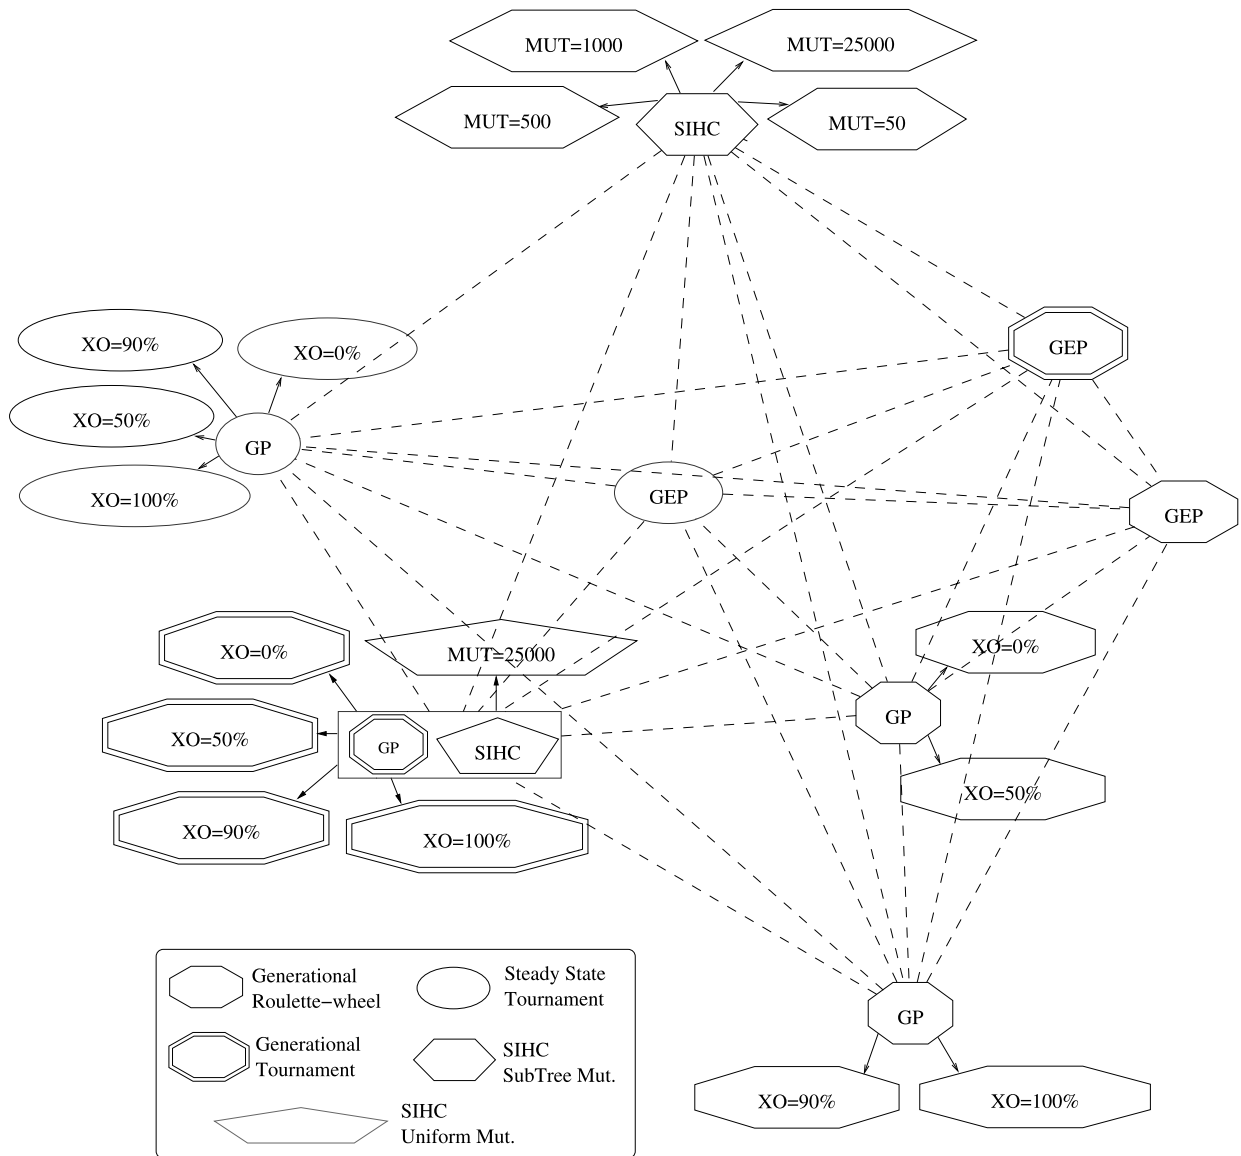 MUT=1000
MUT=25000
MUT=500
SIHC
MUT=50
XO=90%
XO=0%
GEP
XO=50%
GP
XO=100%
GEP
GEP
XO=0%
MUT=25000
XO=0%
XO=50%
GP
SIHC
GP
XO=90%
XO=100%
XO=50%
Generational
Roulette−wheel
Steady State
Tournament
Generational
Tournament
SIHC
SubTree Mut.
SIHC
Uniform Mut.
GP
XO=90%
XO=100%